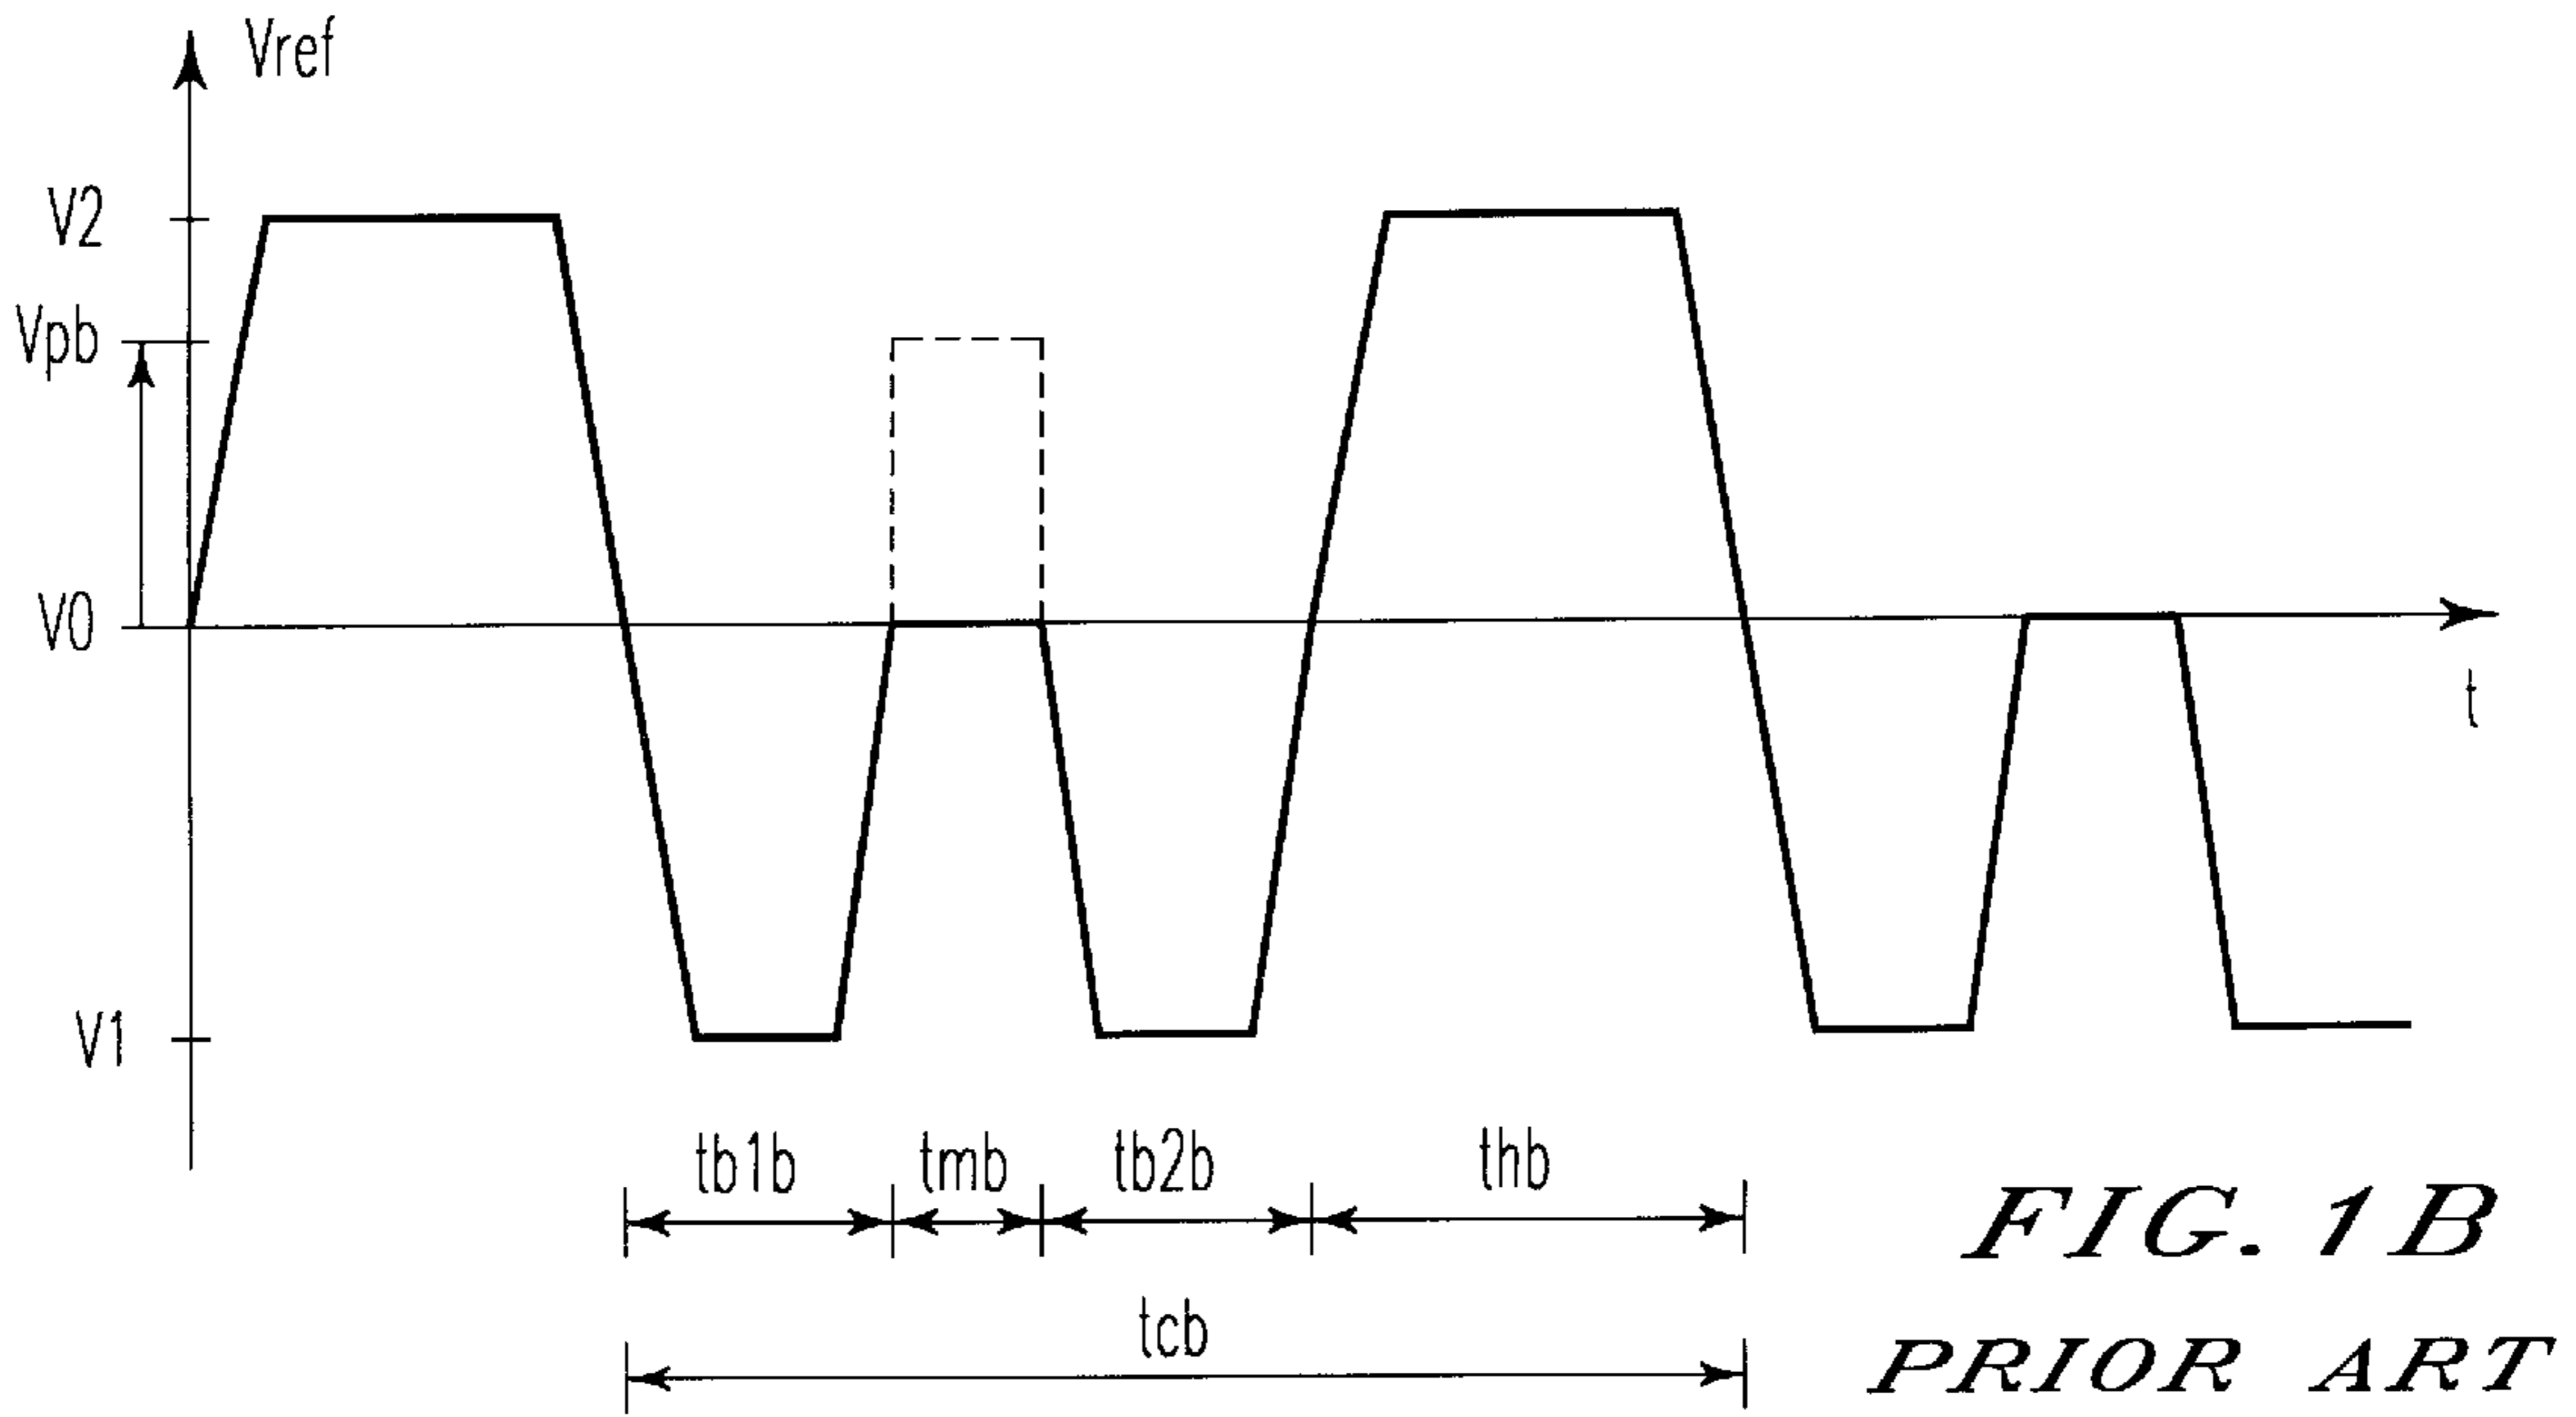 Vref
V2
Vpb
V0
t
V1
tb1b tmb tb2b thb
tcb
FIG. 1B
PRIOR ART